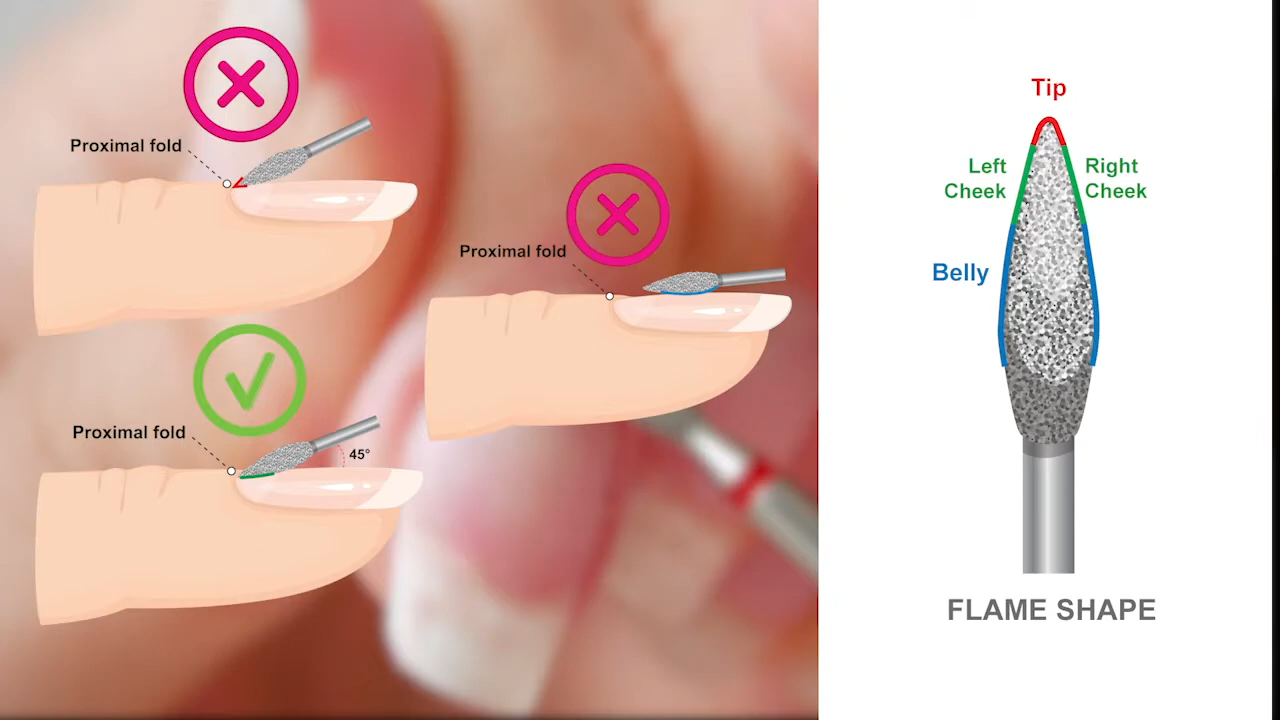 Proximal fold
Proximal fold
Proximal fold
45°
Tip
Left
Cheek
Right
Cheek
Belly
FLAME SHAPE